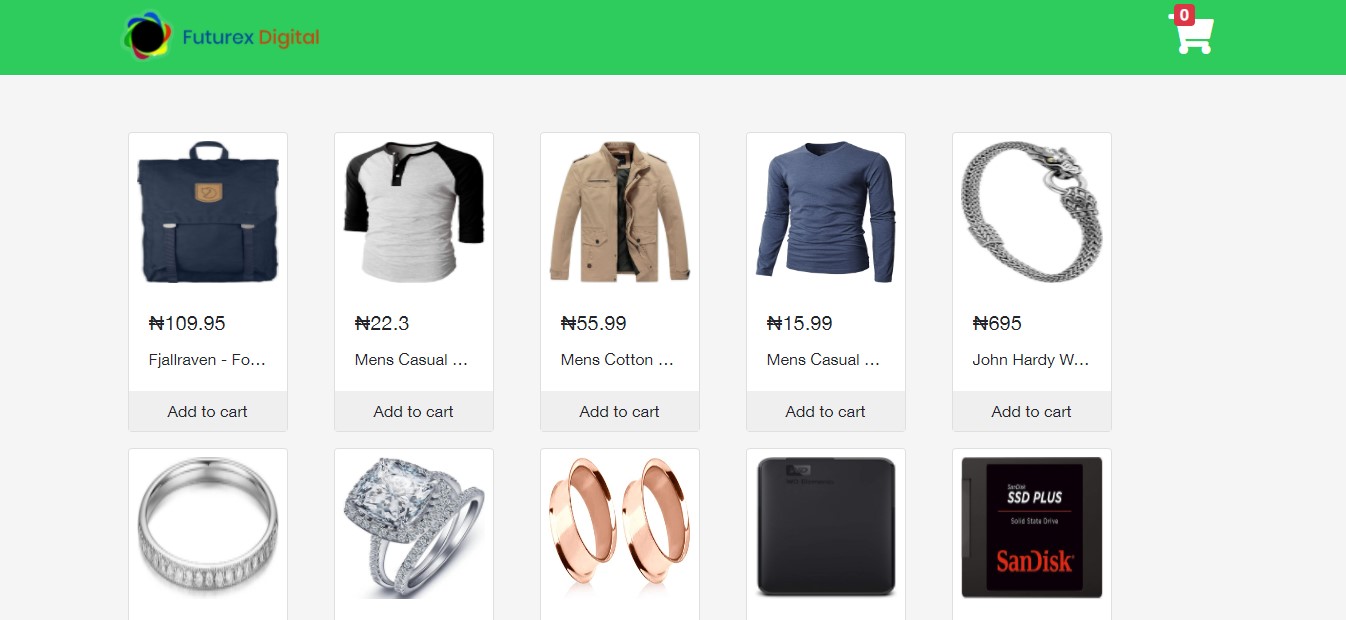 0
Futurex Digital
₦109.95
₦22.3
₦55.99
₦15.99
₦695
Fjallraven - Fo...
Mens Casual ...
Mens Cotton ...
Mens Casual ...
John Hardy W...
Add to cart
Add to cart
Add to cart
Add to cart
Add to cart
SanDisk
SSD PLUS
Solid State Drive
SanDisk